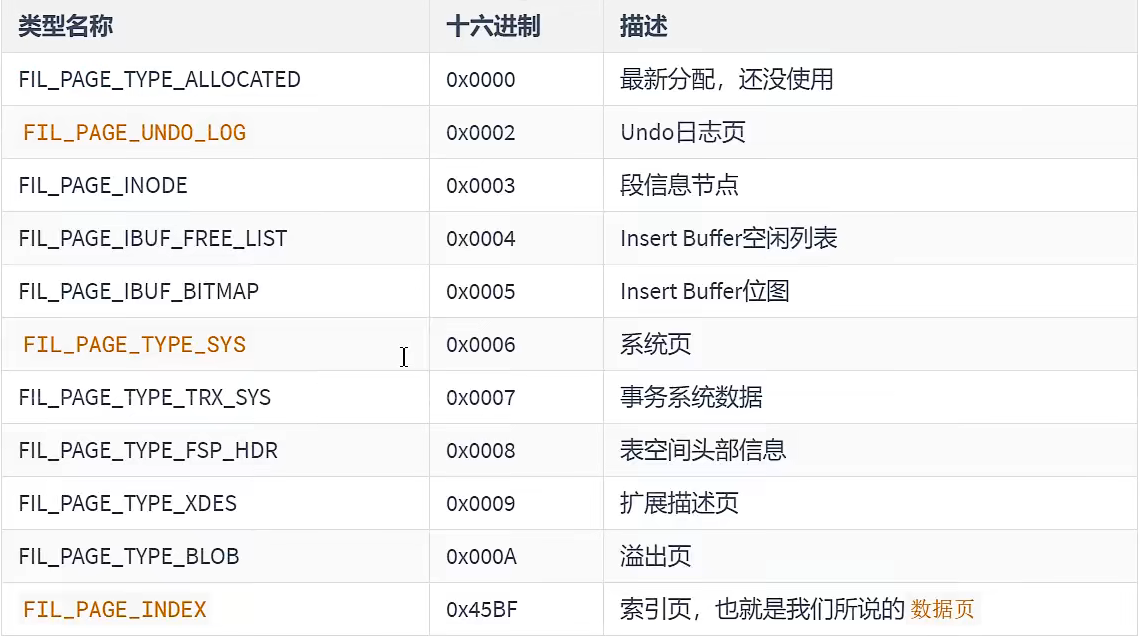 类型名称 十六进制 描述
FIL_PAGE_TYPE_ALLOCATED 0x0000 最新分配，还没使用
FIL_PAGE_UNDO_LOG 0x0002 Undo日志页
FIL_PAGE_INODE 0x0003 段信息节点
FIL_PAGE_IBUF_FREE_LIST 0x0004 Insert Buffer空闲列表
FIL_PAGE_IBUF_BITMAP 0x0005 Insert Buffer位图
FIL_PAGE_TYPE_SYS 0x0006 系统页
FIL_PAGE_TYPE_TRX_SYS 0x0007 事务系统数据
FIL_PAGE_TYPE_FSP_HDR 0x0008 表空间头部信息
FIL_PAGE_TYPE_XDES 0x0009 扩展描述页
FIL_PAGE_TYPE_BLOB 0x000A 溢出页
FIL_PAGE_INDEX 0x45BF 索引页，也就是我们所说的 数据页